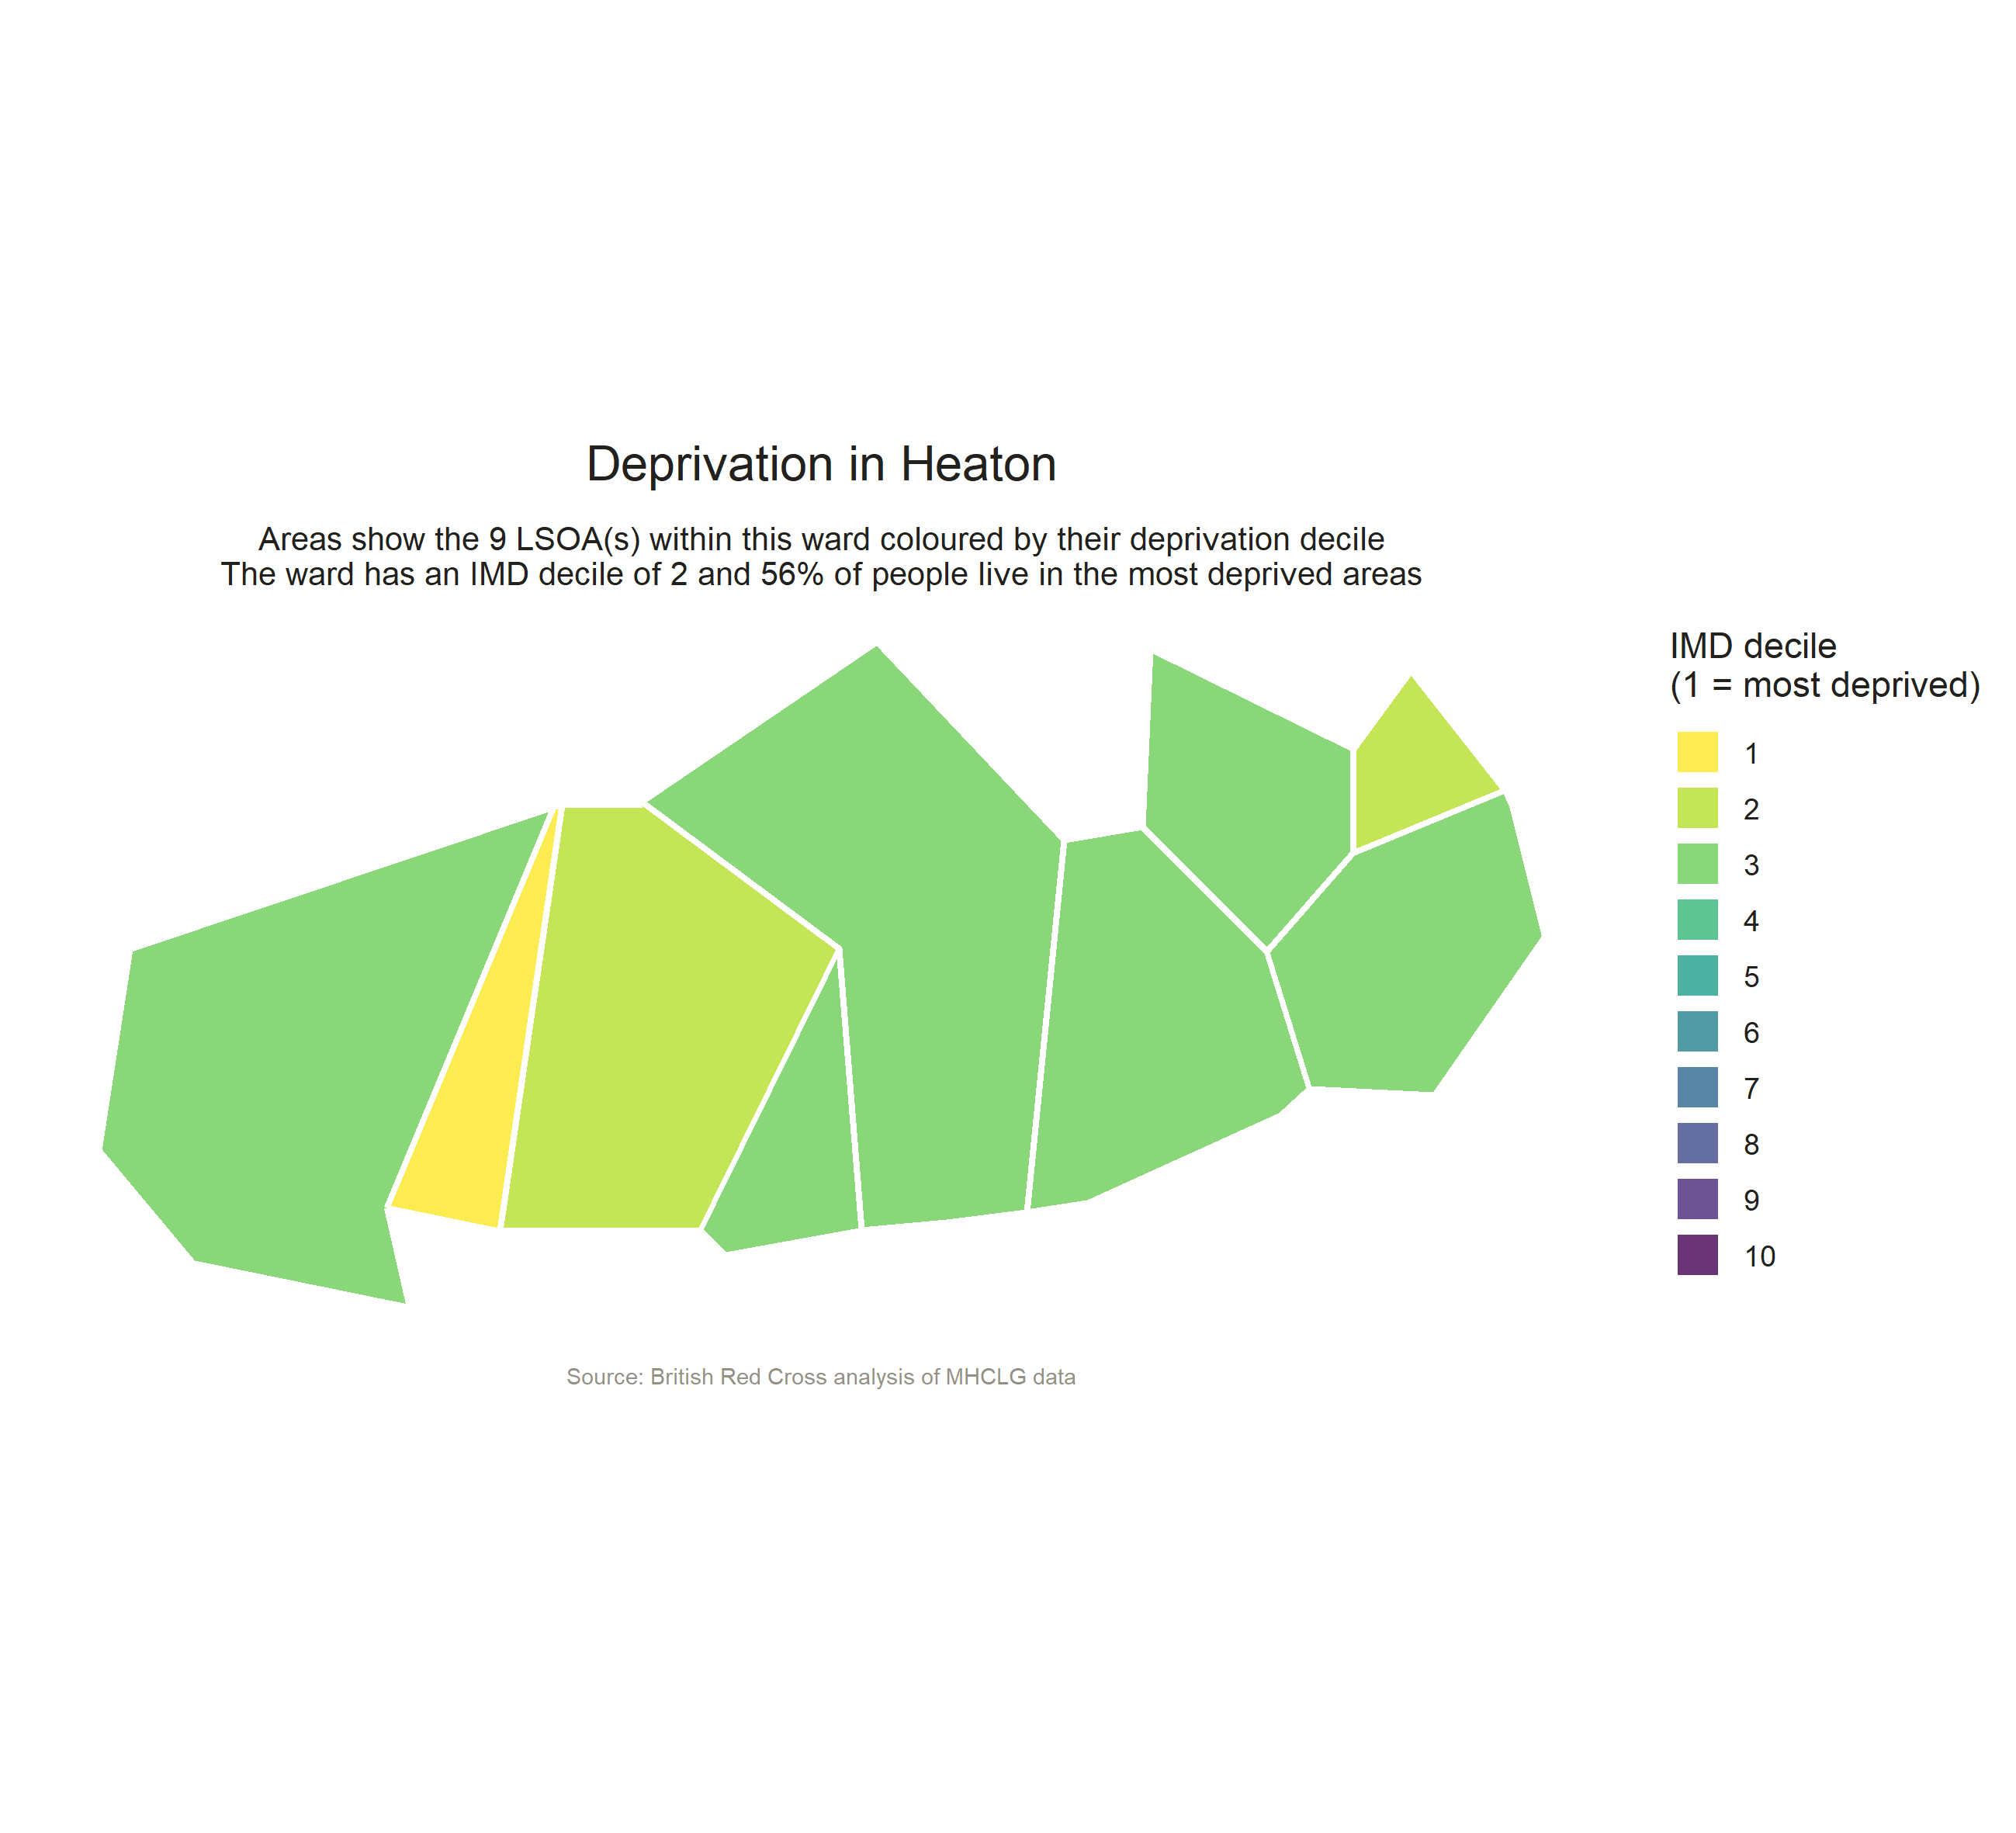 Deprivation in Heaton
Areas show the 9 LSOA(s) within this ward coloured by their deprivation decile
The ward has an IMD decile of 2 and 56% of people live in the most deprived areas
IMD decile
(1 = most deprived)
1
2
3
4
5
6
7
8
9
10
Source: British Red Cross analysis of MHCLG data